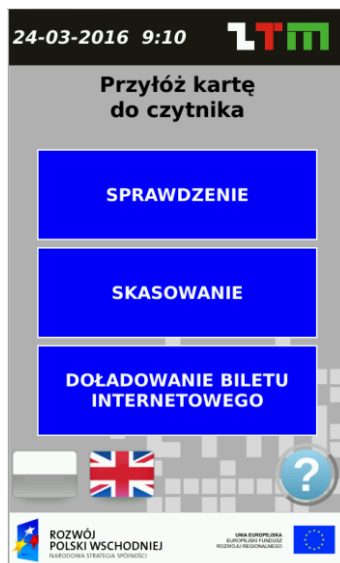 24-03-2016 9:10 ZTM
Przyłóż kartę
do czytnika
SPRAWDZENIE
SKASOWANIE
DOŁADOWANIE BILETU
INTERNETOWEGO
?
ROZWÓJ
POLSKI WSCHODNIEJ
NARODOWA STRATEGIA SPÓJNOŚCI
UNIA EUROPEJSKA
EUROPEJSKI FUNDUSZ
ROZWOJU REGIONALNEGO